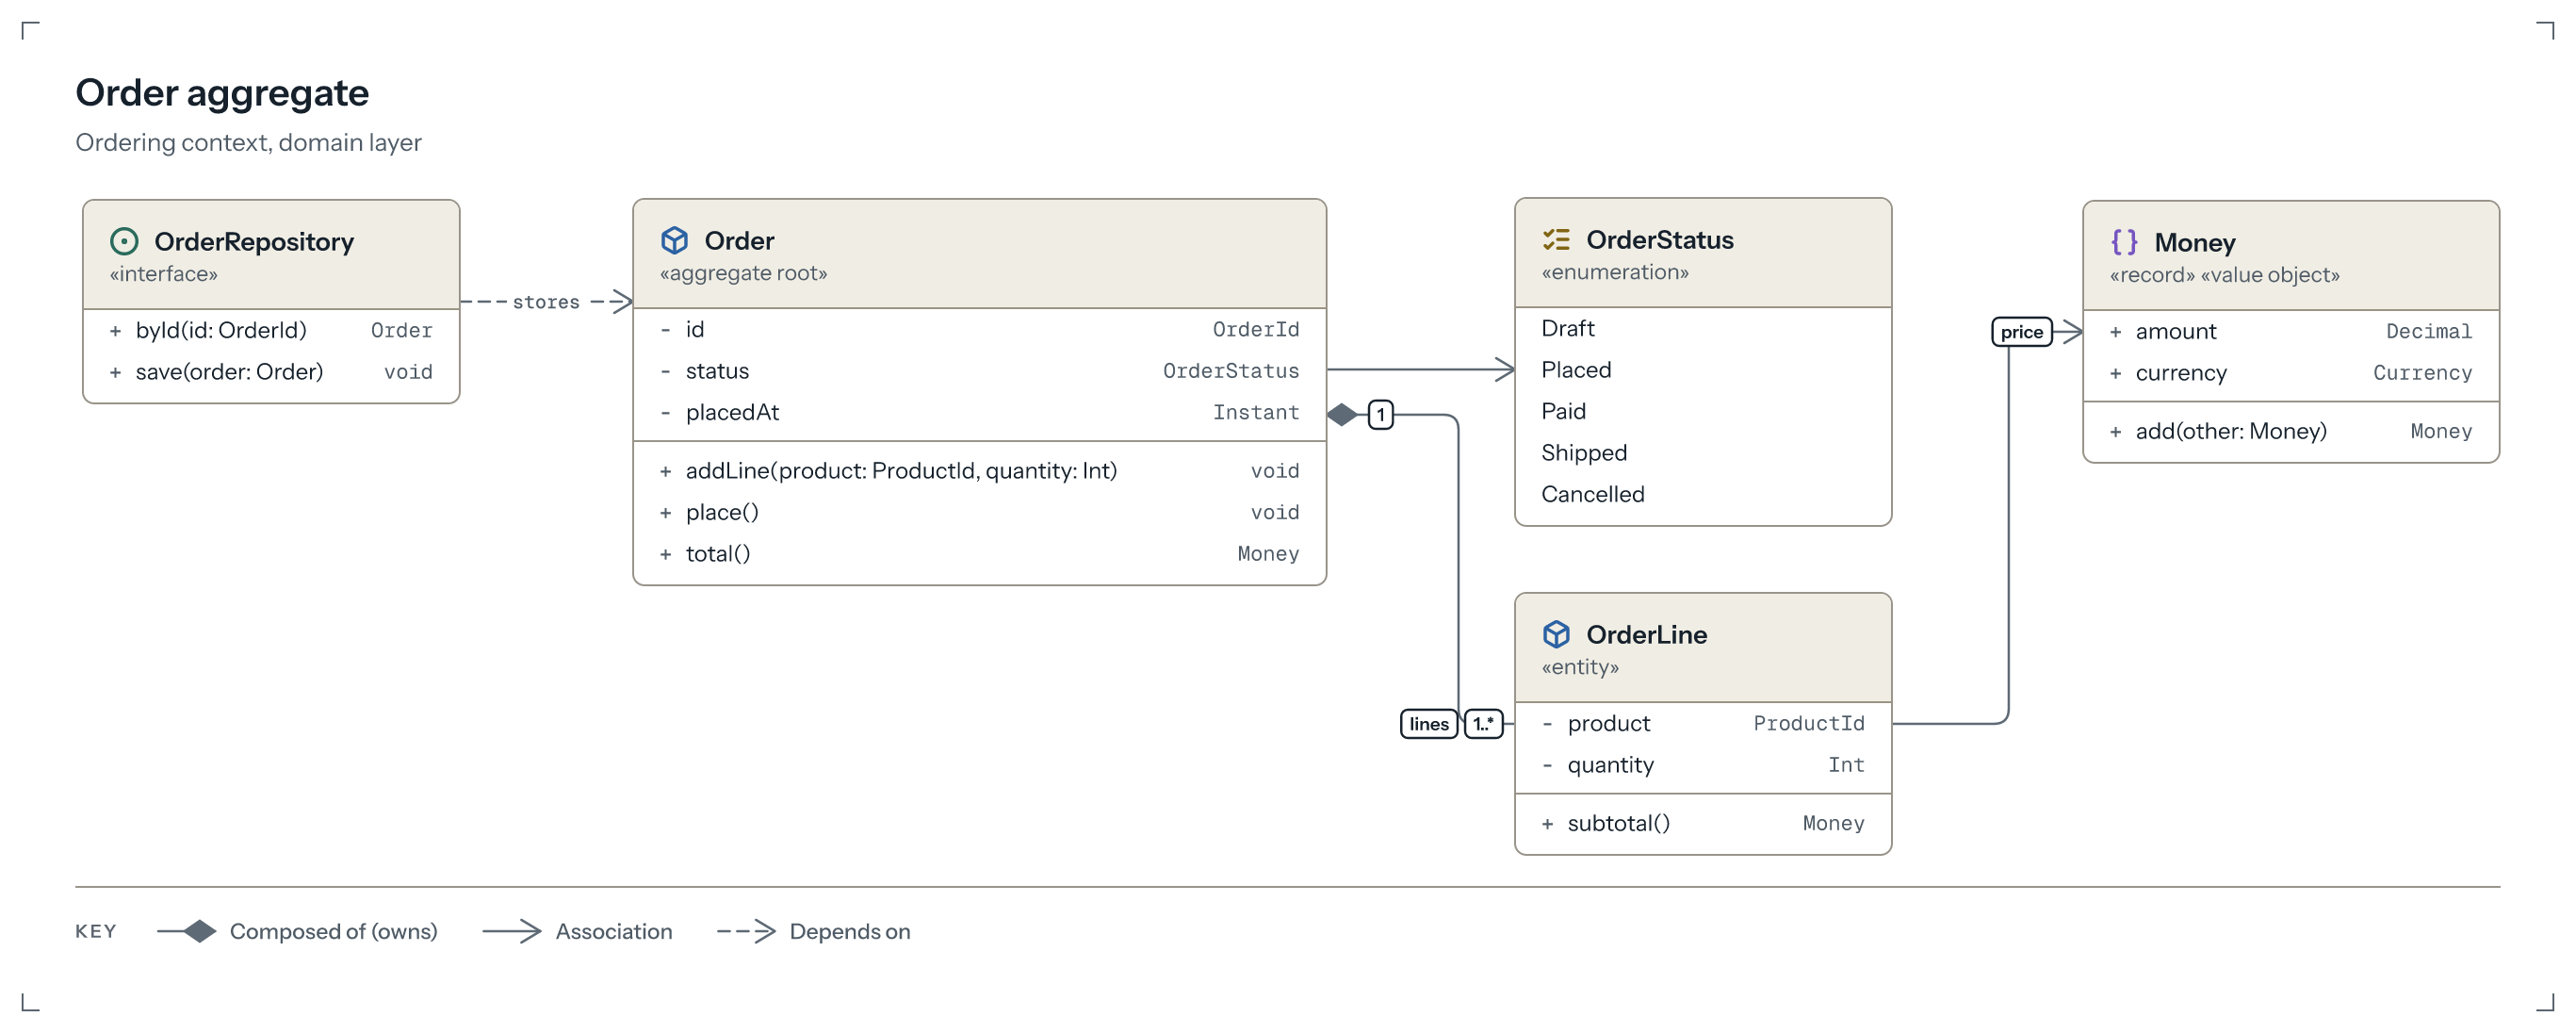 Order aggregate
Ordering context, domain layer
OrderRepository
«interface»
+ byId(id: OrderId) Order
+ save(order: Order) void
stores
Order
«aggregate root»
- id OrderId
- status OrderStatus
- placedAt Instant
+ addLine(product: ProductId, quantity: Int) void
+ place() void
+ total() Money
1
lines
1..*
OrderStatus
«enumeration»
Draft
Placed
Paid
Shipped
Cancelled
OrderLine
«entity»
- product ProductId
- quantity Int
+ subtotal() Money
price
Money
«record» «value object»
+ amount Decimal
+ currency Currency
+ add(other: Money) Money
KEY
Composed of (owns)
Association
Depends on